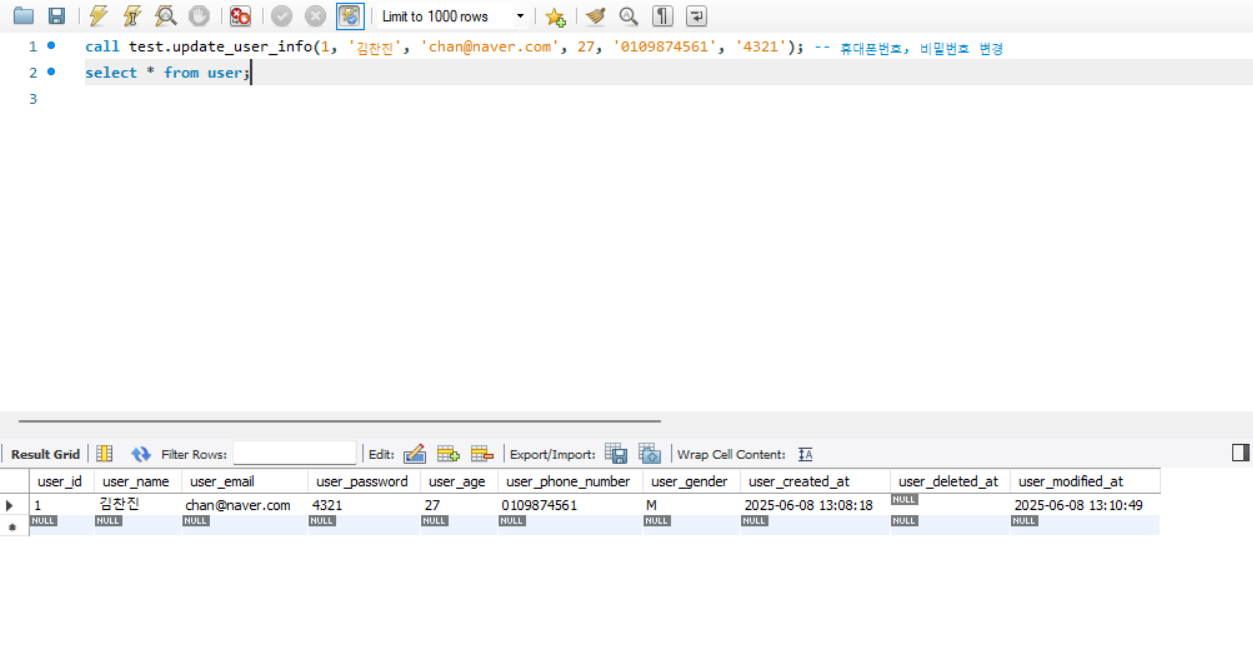 Limit to 1000 rows
1 call test.update_user_info(1, '김찬진', 'chan@naver.com', 27, '0109874561', '4321'); -- 휴대폰번호, 비밀번호 변경
2 select * from user;
3
Result Grid Filter Rows: Edit: Export/Import: Wrap Cell Content: IA
user_id user_name user_email user_password user_age user_phone_number user_gender user_created_at user_deleted_at user_modified_at
1 김찬진 chan@naver.com 4321 27 0109874561 M 2025-06-08 13:08:18 NULL 2025-06-08 13:10:49
NULL NULL NULL NULL NULL NULL NULL NULL NULL NULL